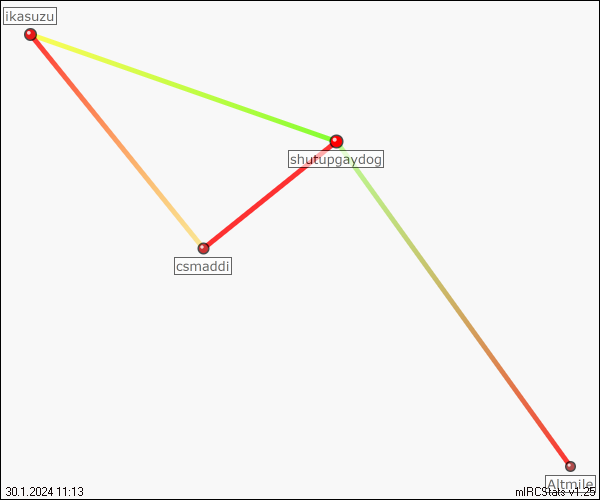 ikasuzu
shutupgaydog
csmaddi
Altmile
30.1.2024 11:13
mIRCStats v1.25